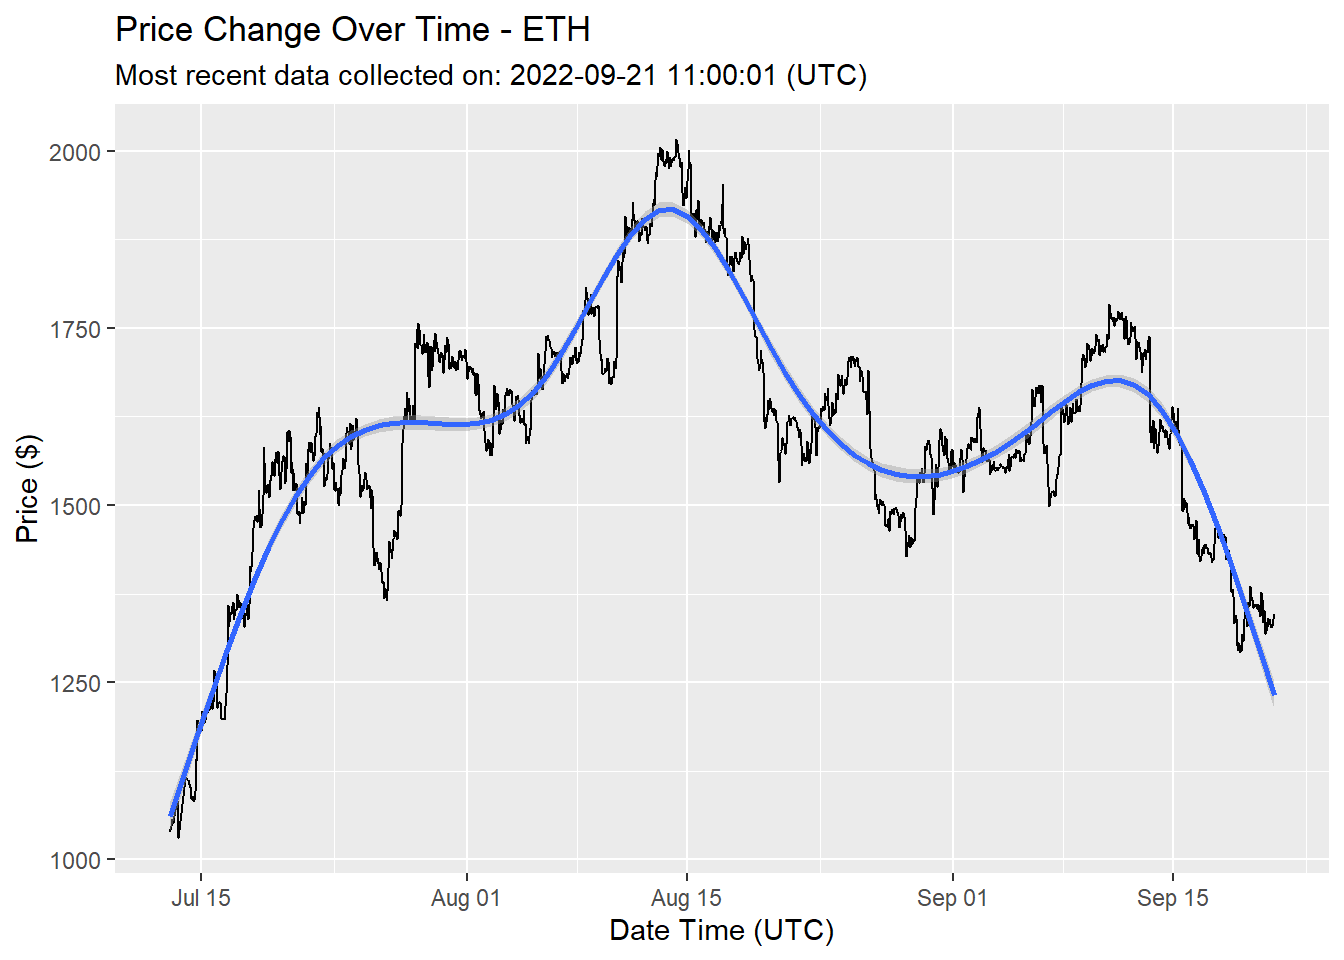 Price Change Over Time - ETH
Most recent data collected on: 2022-09-21 11:00:01 (UTC)
Price ($)
2000
1750
1500
1250
1000
Jul 15 Aug 01 Aug 15 Sep 01 Sep 15
Date Time (UTC)